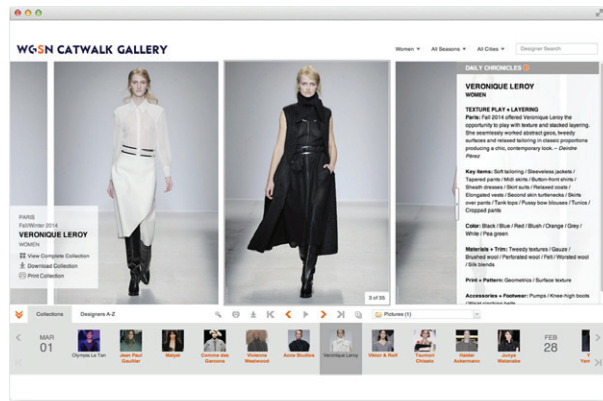 WGSN CATWALK GALLERY
Women
All Seasons
All Cities
Designer Search
DAILY CHRONICLES
VERONIQUE LEROY
WOMEN
TEXTURE PLAY + LAYERING
Paris: Fall 2014 offered Veronique Leroy the
opportunity to play with texture and stacked layering.
She seamlessly worked abstract geos, tweedy
surfaces and relaxed tailoring in classic proportions
producing a chic, contemporary look. – Deirdre
Pérez
Key Items: Soft tailoring / Sleeveless jackets /
Tapered pants / Midi skirts / Button-front shirts /
Sheath dresses / Skirt suits / Relaxed coats /
Elongated vests / Second skin turtlenecks / Skirts
over pants / Tank tops / Pussy bow blouses / Tunics /
Cropped pants
Color: Black / Blue / Red / Blush / Orange / Grey /
White / Pea green
Materials + Trim: Tweedy textures / Gauze /
Brushed wool / Perforated wool / Felt / Worsted wool
/ Silk blends
Print + Pattern: Geometrics / Surface texture
Accessories + Footwear: Pumps / Knee-high boots
PARIS
Fall/Winter 2014
VERONIQUE LEROY
WOMEN
View Complete Collection
Download Collection
Print Collection
3 of 35
Collections
Designers A-Z
Pictures (1)
MAR
01
Olympia Le Tan
Jean Paul
Gaultier
Maiyet
Comme des
Garcons
Vivienne
Westwood
Acne Studios
Veronique Leroy
Viktor & Rolf
Tsumori
Chisato
Haider
Ackermann
Junya
Watanabe
FEB
28